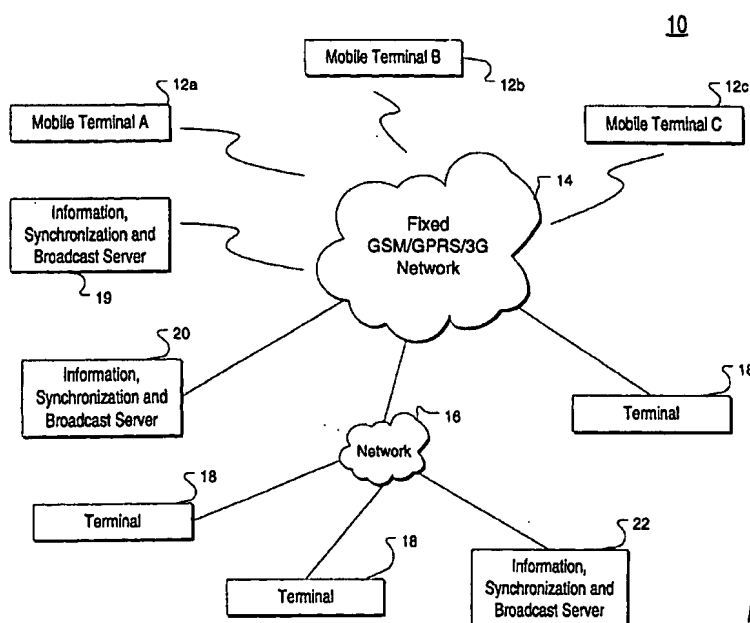 10
Mobile Terminal B
12b
12a
Mobile Terminal A
12c
Mobile Terminal C
14
Fixed
GSM/GPRS/3G
Network
Information,
Synchronization and
Broadcast Server
19
20
Information,
Synchronization and
Broadcast Server
18
Terminal
16
Network
18
Terminal
18
Terminal
22
Information,
Synchronization and
Broadcast Server